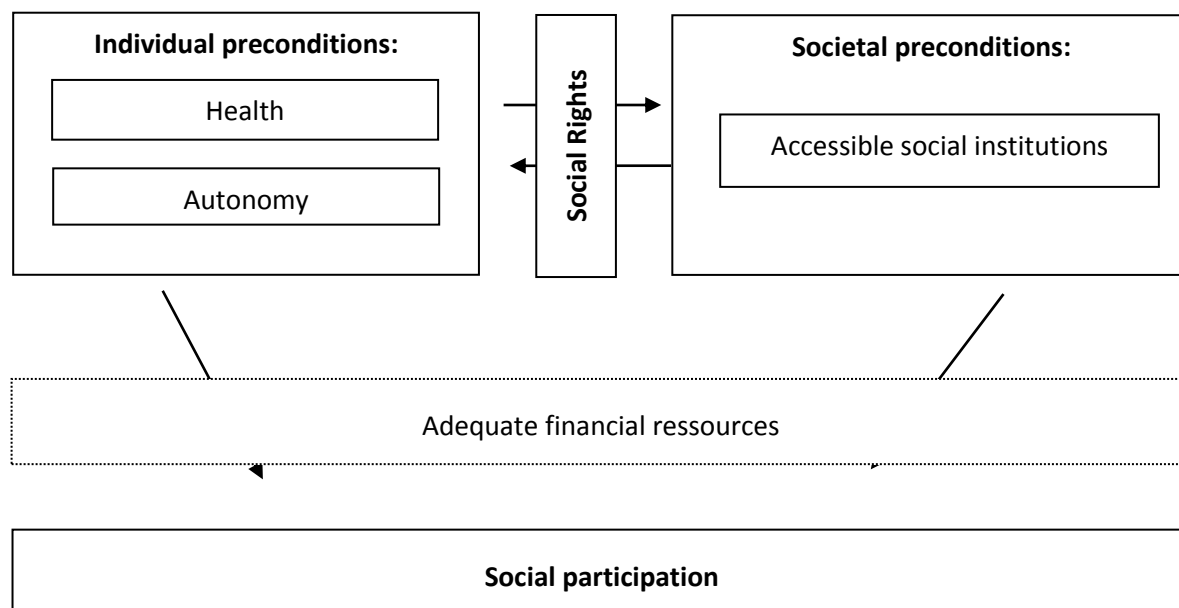 Individual preconditions:
Health
Autonomy
Social Rights
Societal preconditions:
Accessible social institutions
Adequate financial ressources
Social participation